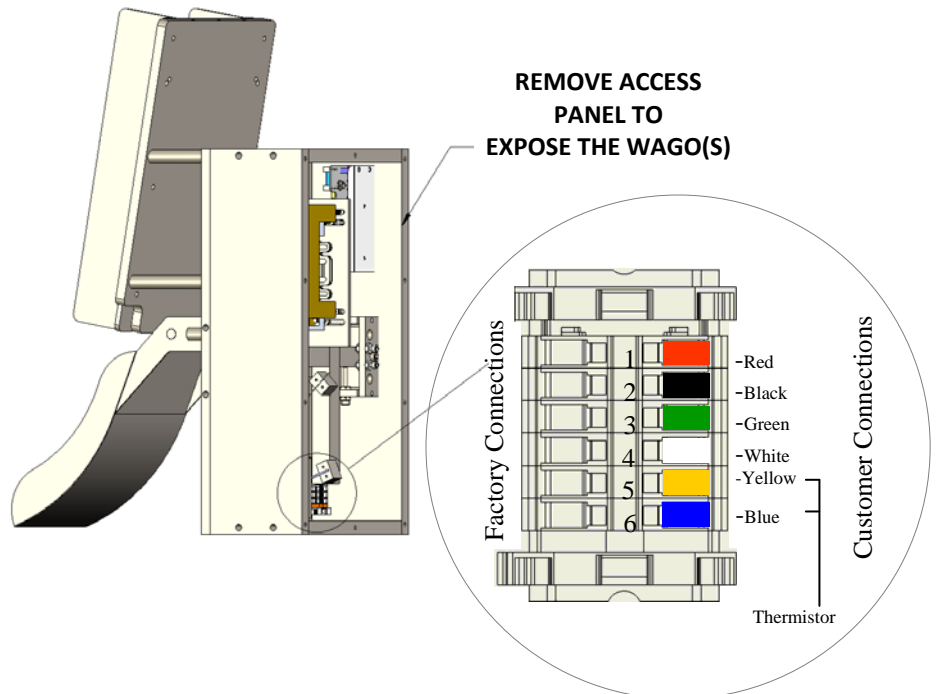 REMOVE ACCESS
PANEL TO
EXPOSE THE WAGO(S)
Factory Connections
1
2
3
4
5
6
-Red
-Black
-Green
-White
-Yellow
-Blue
Customer Connections
Thermistor